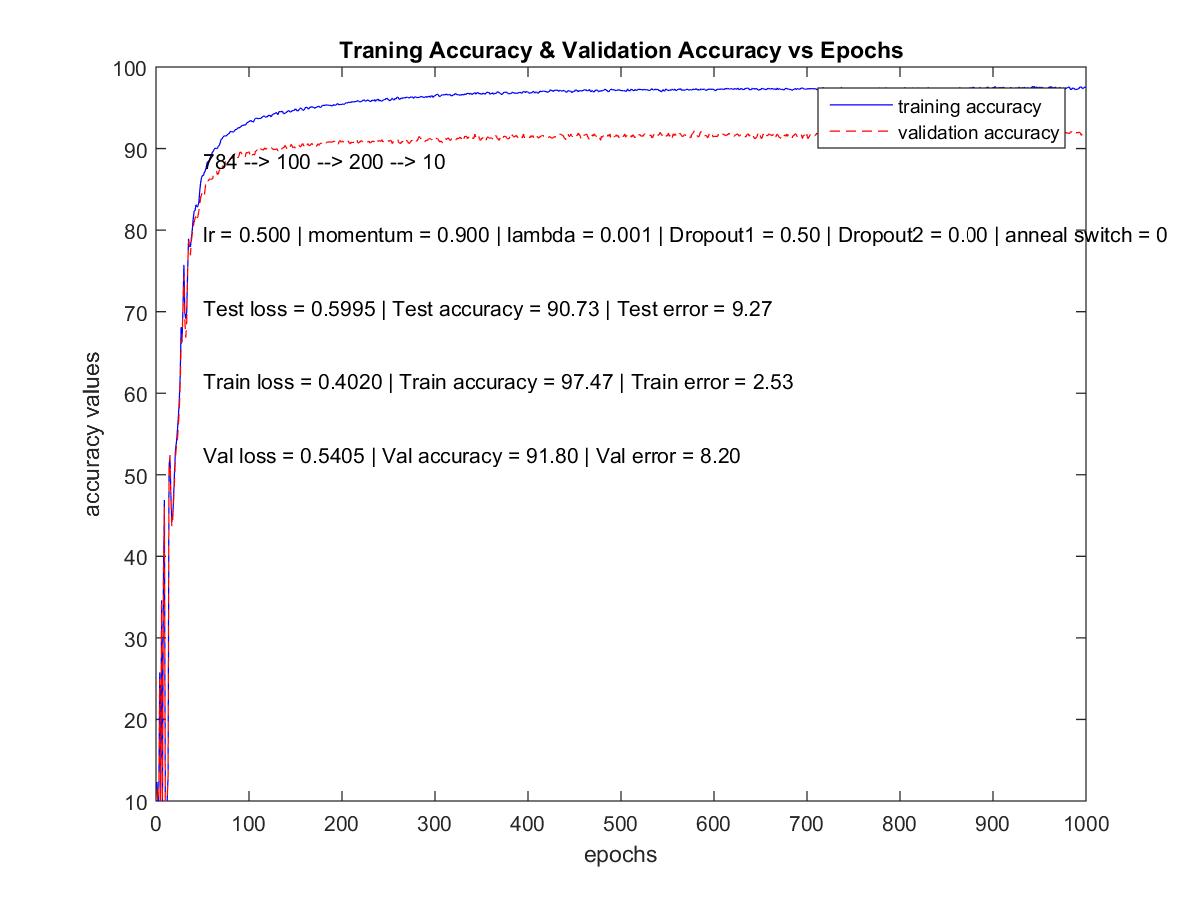 Traning Accuracy & Validation Accuracy vs Epochs
100
90
80
70
60
50
40
30
20
10
accuracy values
training accuracy
validation accuracy
784 --> 100 --> 200 --> 10
lr = 0.500 | momentum = 0.900 | lambda = 0.001 | Dropout1 = 0.50 | Dropout2 = 0.00 | anneal switch = 0
Test loss = 0.5995 | Test accuracy = 90.73 | Test error = 9.27
Train loss = 0.4020 | Train accuracy = 97.47 | Train error = 2.53
Val loss = 0.5405 | Val accuracy = 91.80 | Val error = 8.20
0 100 200 300 400 500 600 700 800 900 1000
epochs